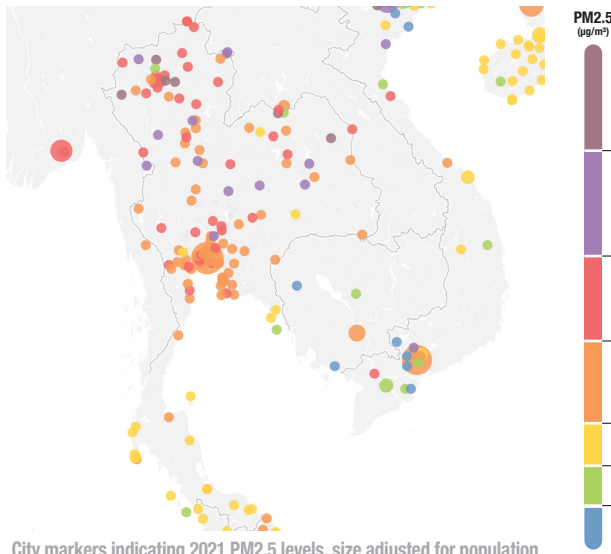 PM2.5
(µg/m³)
City markers indicating 2021 PM2.5 levels, size adjusted for population